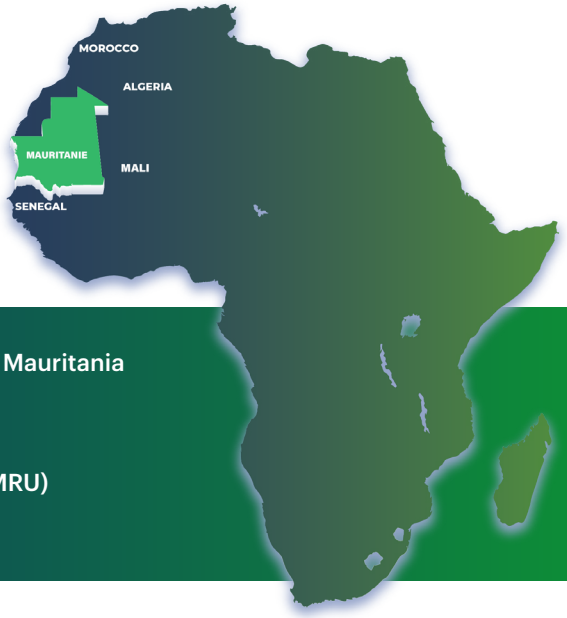 MOROCCO
ALGERIA
MAURITANIE
MALI
SENEGAL
Mauritania
MRU)